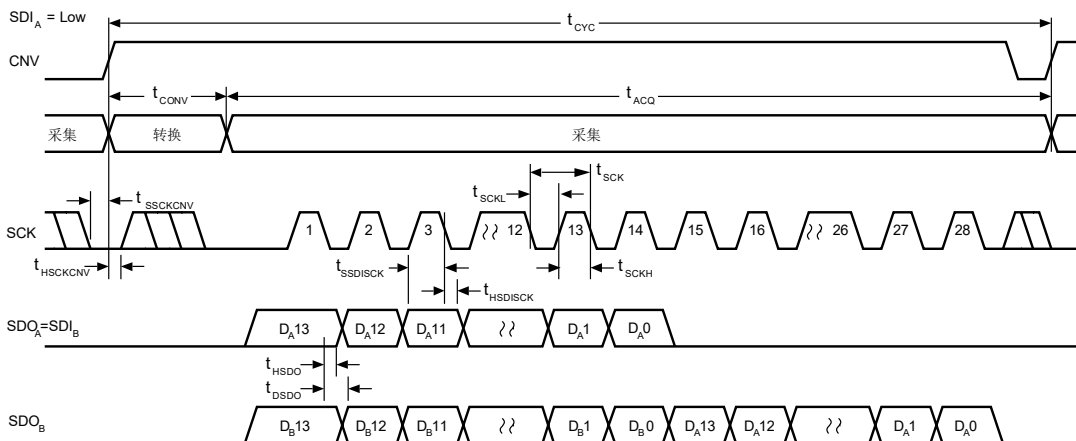 SDI_A = Low
t_CYC
CNV
t_CONV
t_ACQ
采集 转换 采集
t_SSCKCNV
t_SCKL
t_SCK
SCK
1 2 3 12 13 14 15 16 26 27 28
t_HSCKCNV
t_SSDISCK
t_SCKH
t_HSDISCK
SDO_A=SDI_B
D_A13 D_A12 D_A11 D_A1 D_A0
t_HSDO
t_DSDO
SDO_B
D_B13 D_B12 D_B11 D_B1 D_B0 D_A13 D_A12 D_A1 D_A0